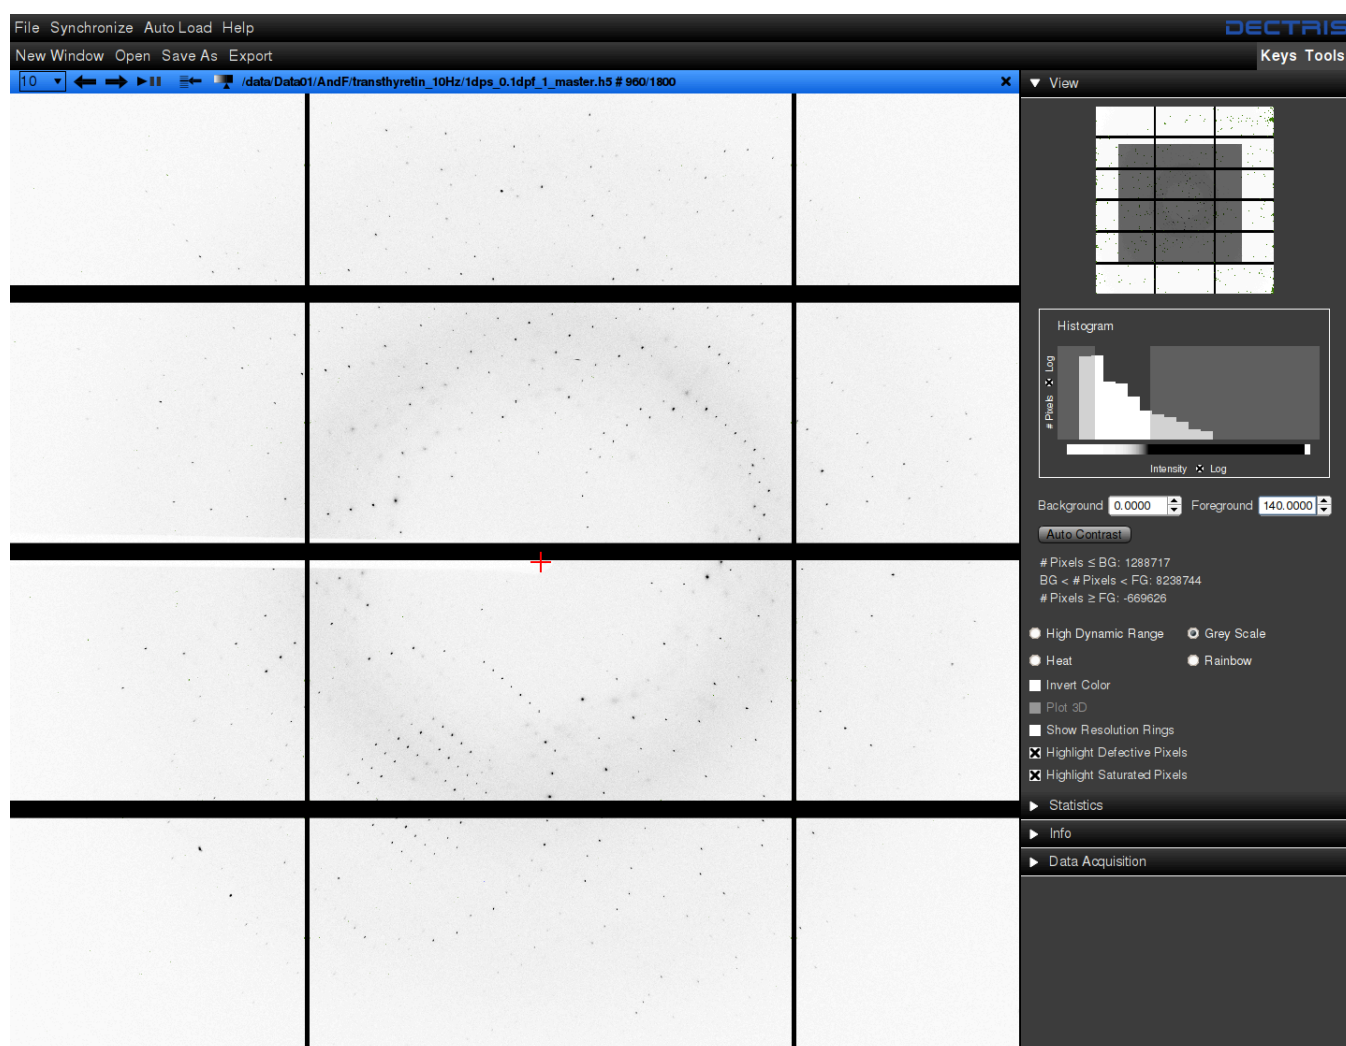 File Synchronize Auto Load Help
DECTRIS
New Window Open Save As Export
Keys Tools
10 /data/Data01/AndF/transthyretin_10Hz/1dps_0.1dpf_1_master.h5 # 960/1800
View
Histogram
# Pixels Log
Intensity Log
Background 0.0000 Foreground 140.0000
Auto Contrast
# Pixels ≤ BG: 1288717
BG < # Pixels < FG: 8238744
# Pixels ≥ FG: -669626
High Dynamic Range Grey Scale
Heat Rainbow
Invert Color
Plot 3D
Show Resolution Rings
Highlight Defective Pixels
Highlight Saturated Pixels
Statistics
Info
Data Acquisition